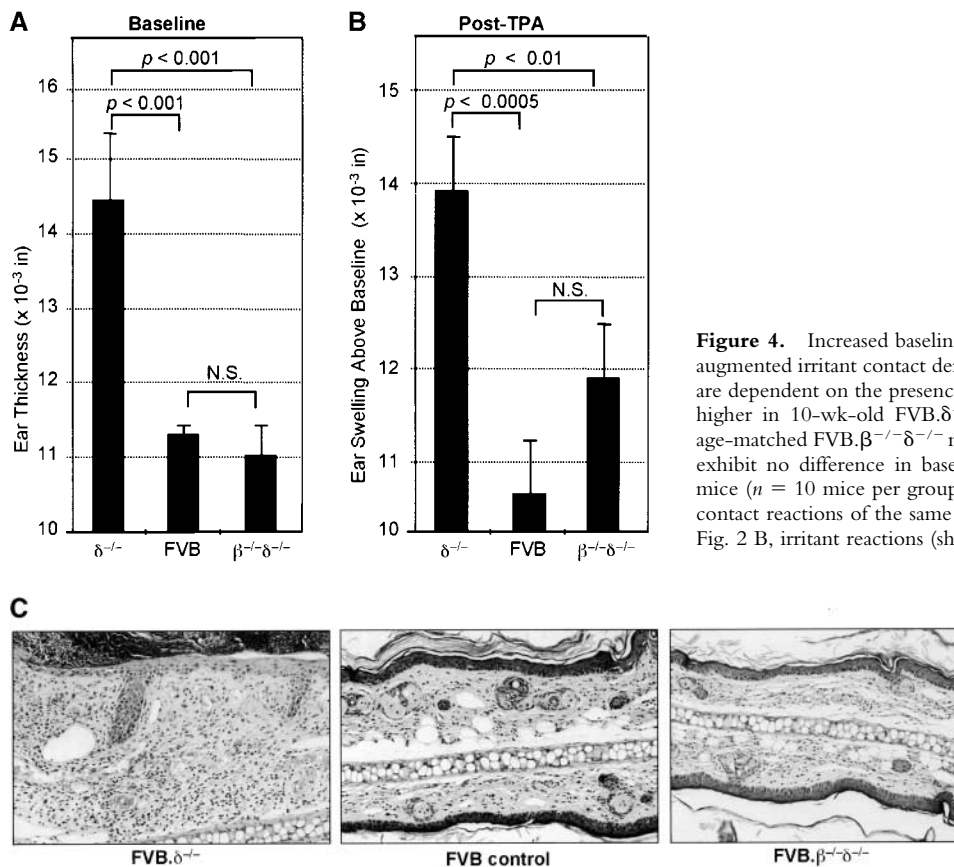 A
Baseline
p < 0.001
p < 0.001
N.S.
Ear Thickness (x 10⁻³ in)
16
15
14
13
12
11
10
δ⁻/⁻
FVB
β⁻/⁻δ⁻/⁻
B
Post-TPA
p < 0.01
p < 0.0005
N.S.
Ear Swelling Above Baseline (x 10⁻³ in)
15
14
13
12
11
10
δ⁻/⁻
FVB
β⁻/⁻δ⁻/⁻
Figure 4. Increased baselin
augmented irritant contact der
are dependent on the presenc
higher in 10-wk-old FVB.δ
age-matched FVB.β⁻/⁻δ⁻/⁻ m
exhibit no difference in base
mice (n = 10 mice per group
contact reactions of the same
Fig. 2 B, irritant reactions (sh
C
FVB.δ⁻/⁻
FVB control
FVB.β⁻/⁻δ⁻/⁻